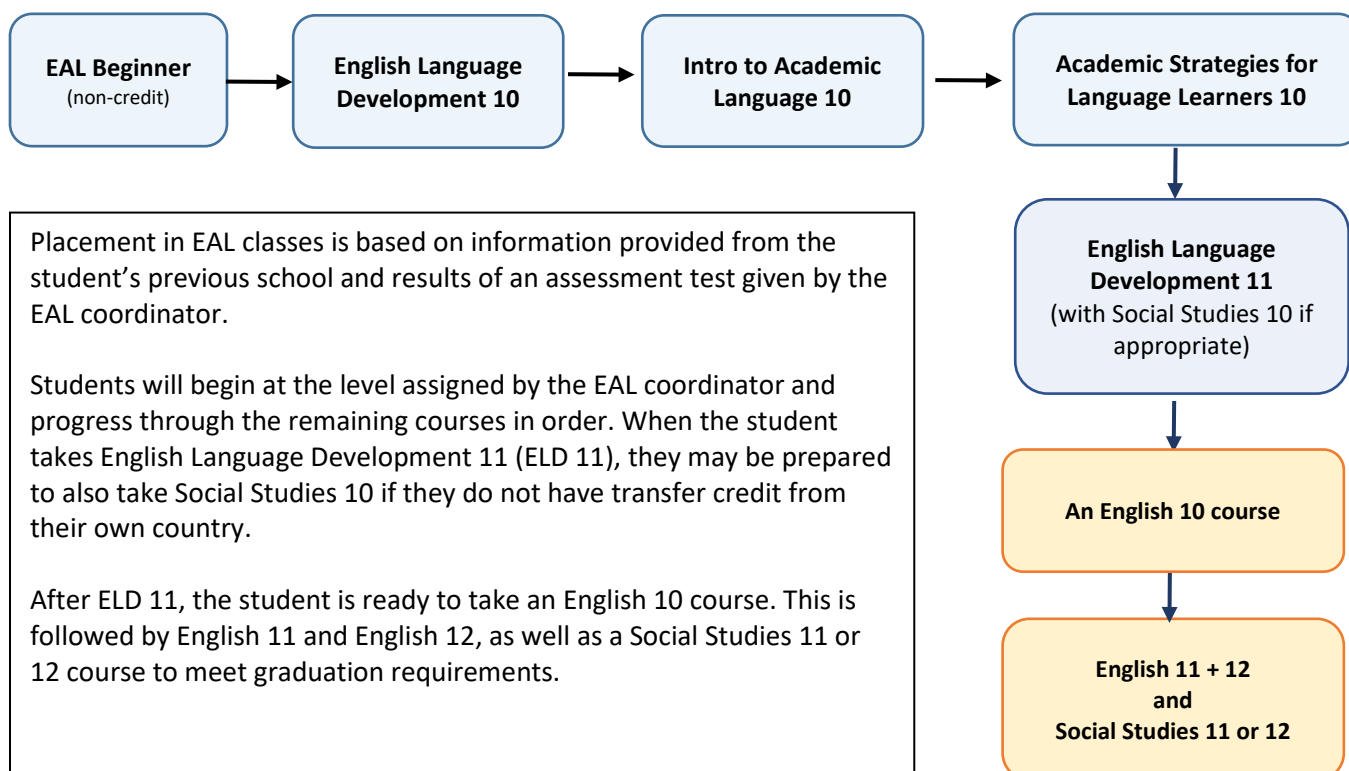 EAL Beginner
(non-credit)
English Language
Development 10
Intro to Academic
Language 10
Academic Strategies for
Language Learners 10
English Language
Development 11
(with Social Studies 10 if
appropriate)
An English 10 course
English 11 + 12
and
Social Studies 11 or 12
Placement in EAL classes is based on information provided from the
student’s previous school and results of an assessment test given by the
EAL coordinator.
Students will begin at the level assigned by the EAL coordinator and
progress through the remaining courses in order. When the student
takes English Language Development 11 (ELD 11), they may be prepared
to also take Social Studies 10 if they do not have transfer credit from
their own country.
After ELD 11, the student is ready to take an English 10 course. This is
followed by English 11 and English 12, as well as a Social Studies 11 or
12 course to meet graduation requirements.